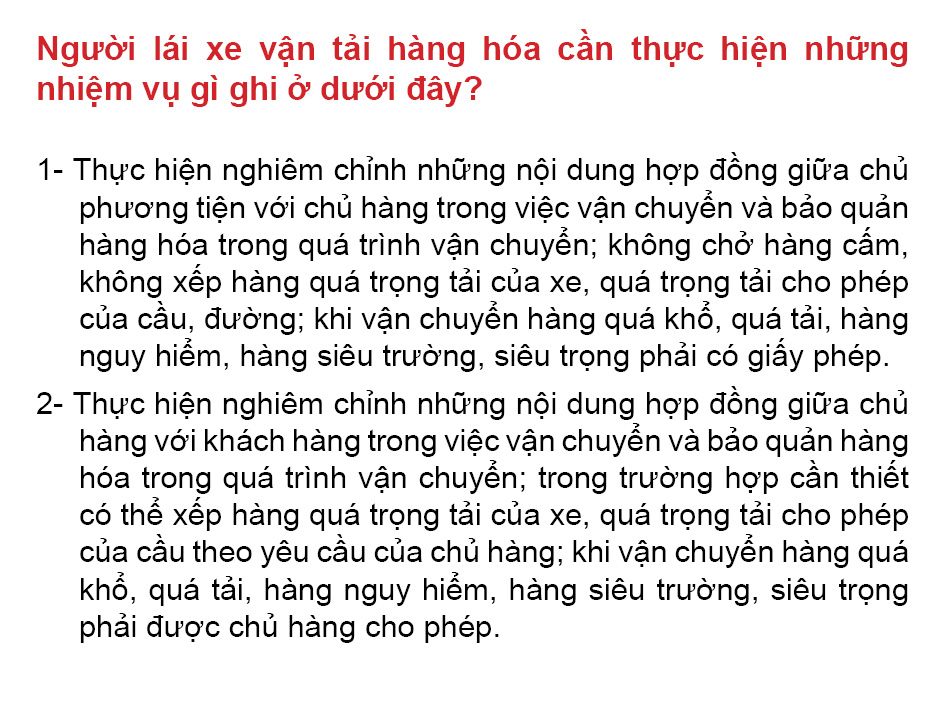 Người lái xe vận tải hàng hóa cần thực hiện những
nhiệm vụ gì ghi ở dưới đây?
1- Thực hiện nghiêm chỉnh những nội dung hợp đồng giữa chủ
phương tiện với chủ hàng trong việc vận chuyển và bảo quản
hàng hóa trong quá trình vận chuyển; không chở hàng cấm,
không xếp hàng quá trọng tải của xe, quá trọng tải cho phép
của cầu, đường; khi vận chuyển hàng quá khổ, quá tải, hàng
nguy hiểm, hàng siêu trường, siêu trọng phải có giấy phép.
2- Thực hiện nghiêm chỉnh những nội dung hợp đồng giữa chủ
hàng với khách hàng trong việc vận chuyển và bảo quản hàng
hóa trong quá trình vận chuyển; trong trường hợp cần thiết
có thể xếp hàng quá trọng tải của xe, quá trọng tải cho phép
của cầu theo yêu cầu của chủ hàng; khi vận chuyển hàng quá
khổ, quá tải, hàng nguy hiểm, hàng siêu trường, siêu trọng
phải được chủ hàng cho phép.